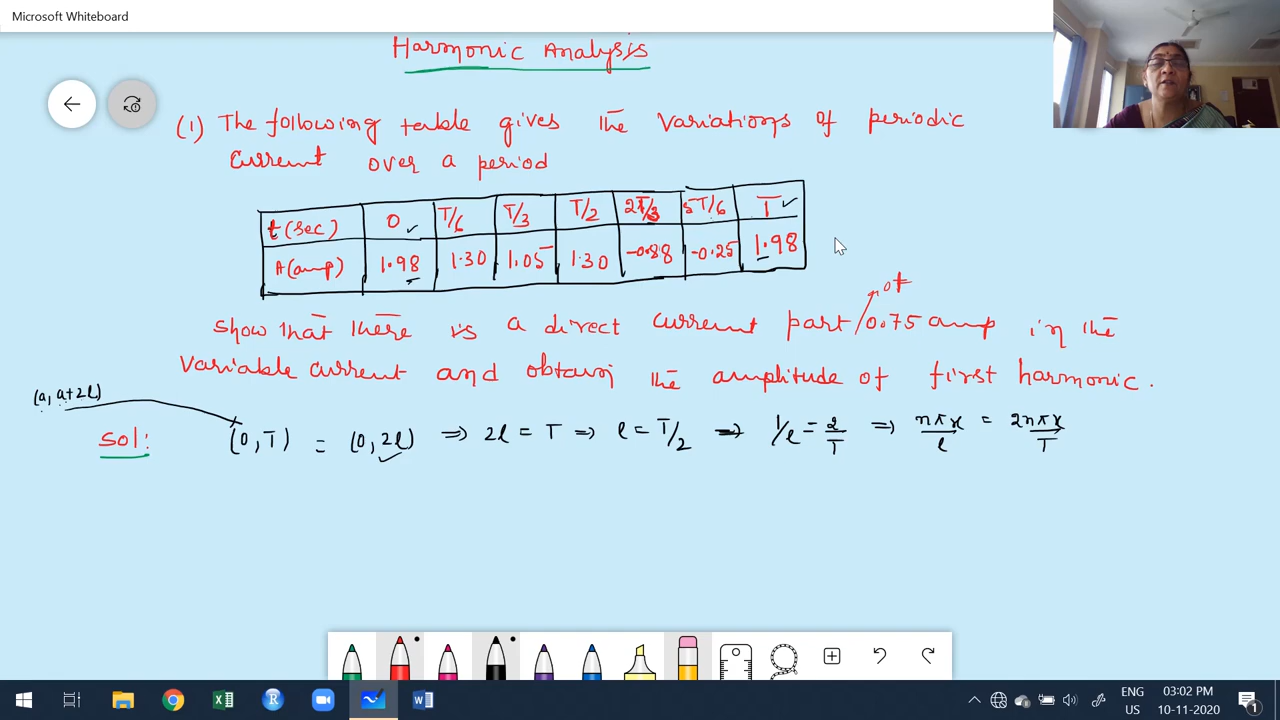 Microsoft Whiteboard
Harmonic Analysis
(1) The following table gives the variations of periodic
current over a period
t(sec) 0 T/6 T/3 T/2 2T/3 5T/6 T
A(amp) 1.98 1.30 1.05 1.30 -0.88 -0.25 1.98
of
show that there is a direct current part 0.75 amp in the
variable current and obtain the amplitude of first harmonic.
(a, a+2l)
Sol: (0, T) = (0, 2l) ⇒ 2l = T ⇒ l = T/2 ⇒ 1/l = 2/T ⇒ nπx/l = 2nπx/T
ENG 03:02 PM
US 10-11-2020
1